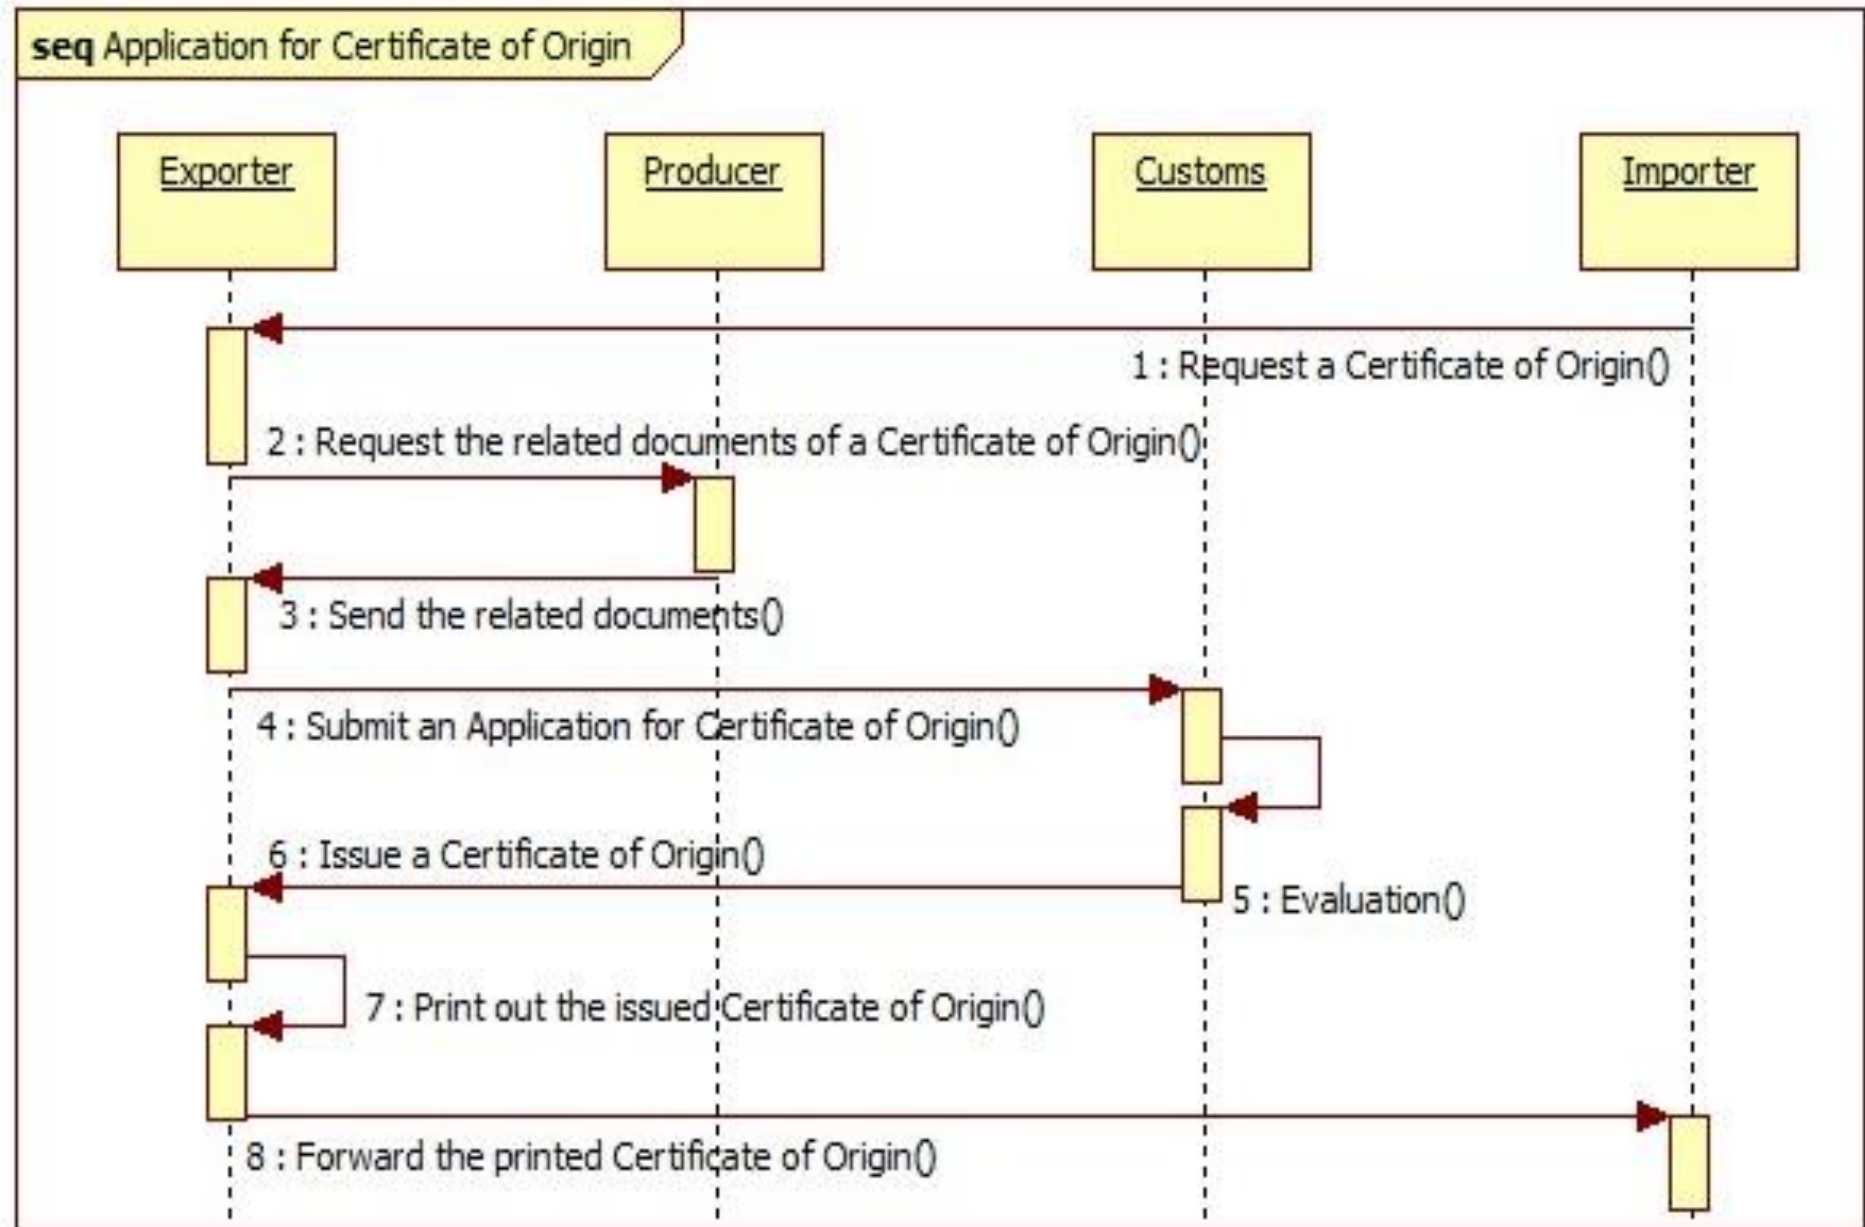 seq Application for Certificate of Origin
Exporter
Producer
Customs
Importer
1 : Request a Certificate of Origin()
2 : Request the related documents of a Certificate of Origin()
3 : Send the related documents()
4 : Submit an Application for Certificate of Origin()
6 : Issue a Certificate of Origin()
5 : Evaluation()
7 : Print out the issued Certificate of Origin()
8 : Forward the printed Certificate of Origin()